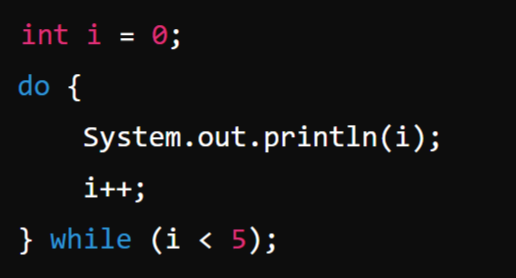 int i = 0;
do {
    System.out.println(i);
    i++;
} while (i < 5);